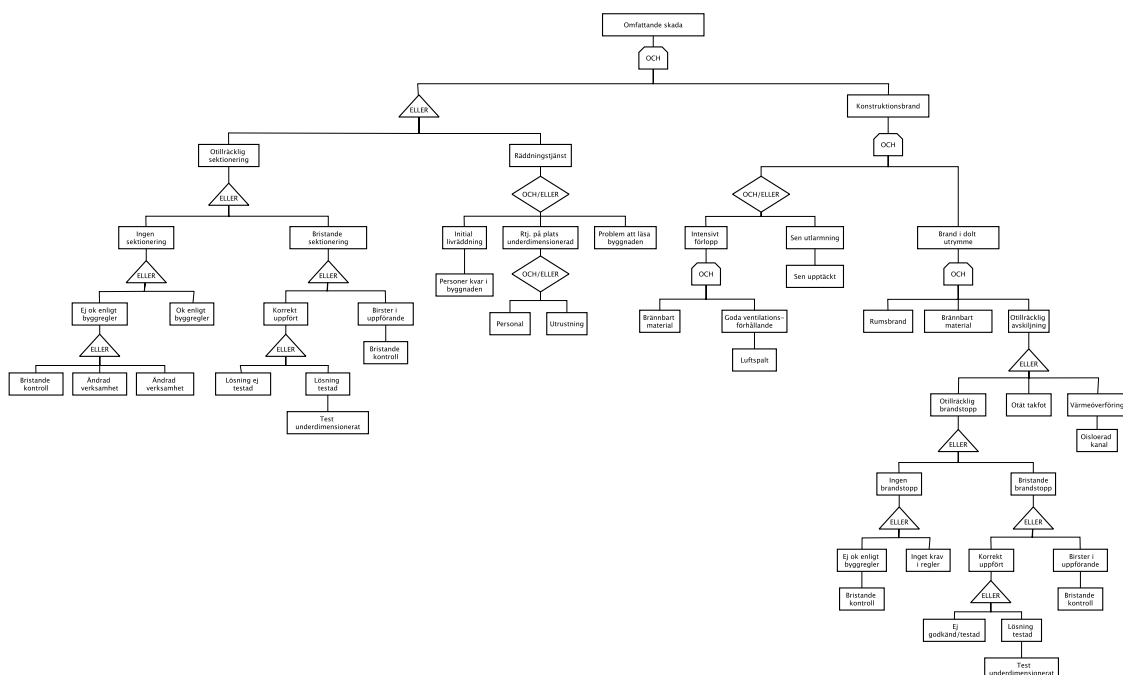 Omfattande skada
OCH
ELLER
Konstruktionsbrand
OCH
Otillräcklig
sektionering
Räddningstjänst
ELLER
OCH/ELLER
OCH/ELLER
Ingen
sektionering
Bristande
sektionering
Initial
livräddning
Rtj. på plats
underdimensionerad
Problem att läsa
byggnaden
Intensivt
förlopp
Sen utlarmning
Brand i dolt
utrymme
ELLER
ELLER
Personer kvar i
byggnaden
OCH/ELLER
OCH
Sen upptäckt
OCH
Ej ok enligt
byggregler
Ok enligt
byggregler
Korrekt
uppfört
Birster i
uppförande
Personal
Utrustning
Brännbart
material
Goda ventilations-
förhållande
Rumsbrand
Brännbart
material
Otillräcklig
avskiljning
ELLER
ELLER
Bristande
kontroll
Luftspalt
ELLER
Bristande
kontroll
Ändrad
verksamhet
Ändrad
verksamhet
Lösning ej
testad
Lösning
testad
Test
underdimensionerat
Otillräcklig
brandstopp
Otät takfot
Värmeöverföring
ELLER
Oisloerad
kanal
Ingen
brandstopp
Bristande
brandstopp
ELLER
ELLER
Ej ok enligt
byggregler
Inget krav
i regler
Korrekt
uppfört
Birster i
uppförande
Bristande
kontroll
ELLER
Bristande
kontroll
Ej
godkänd/testad
Lösning
testad
Test
underdimensionerat